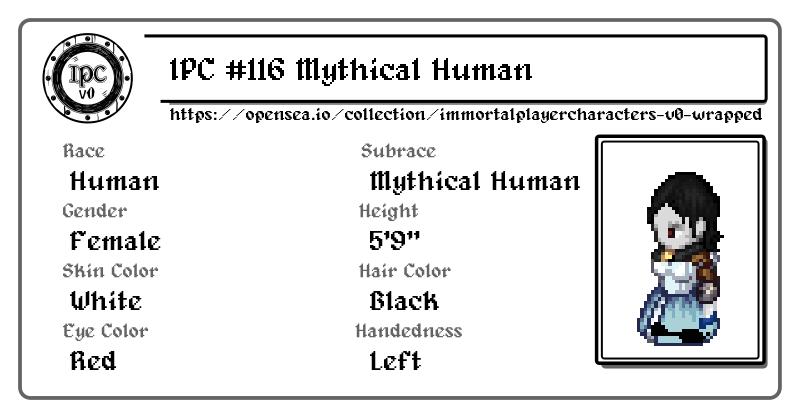 IPC
v0
IPC #116 Mythical Human
https://opensea.io/collection/immortalplayercharacters-v0-wrapped
Race
Subrace
Human
Mythical Human
Gender
Height
Female
5'9"
Skin Color
Hair Color
White
Black
Eye Color
Handedness
Red
Left